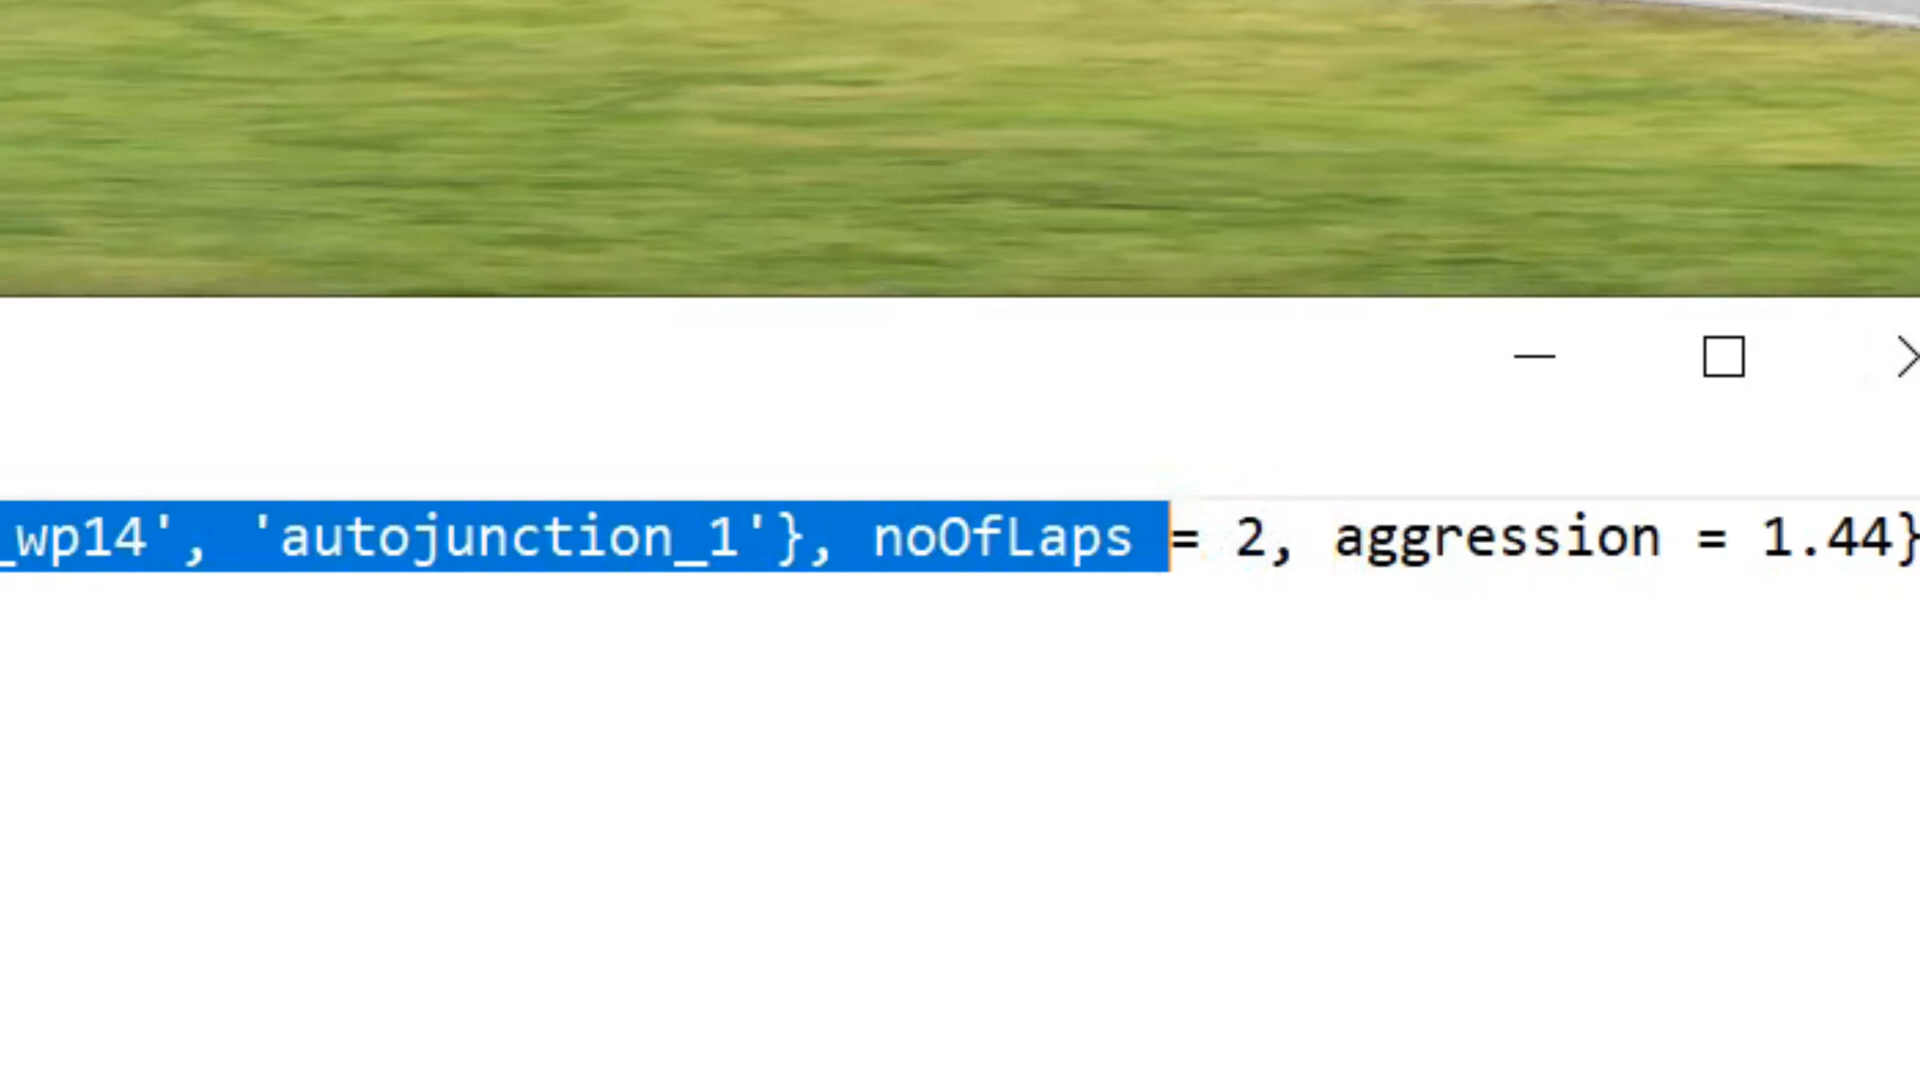 _wp14', 'autojunction_1'}, noOfLaps = 2, aggression = 1.44}